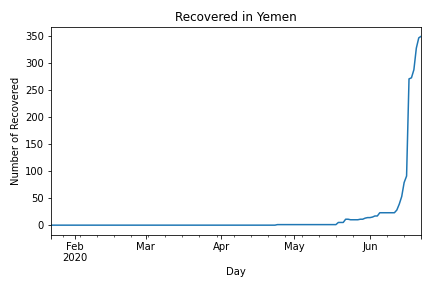 Recovered in Yemen
Number of Recovered
350
300
250
200
150
100
50
0
Feb
2020
Mar
Apr
May
Jun
Day